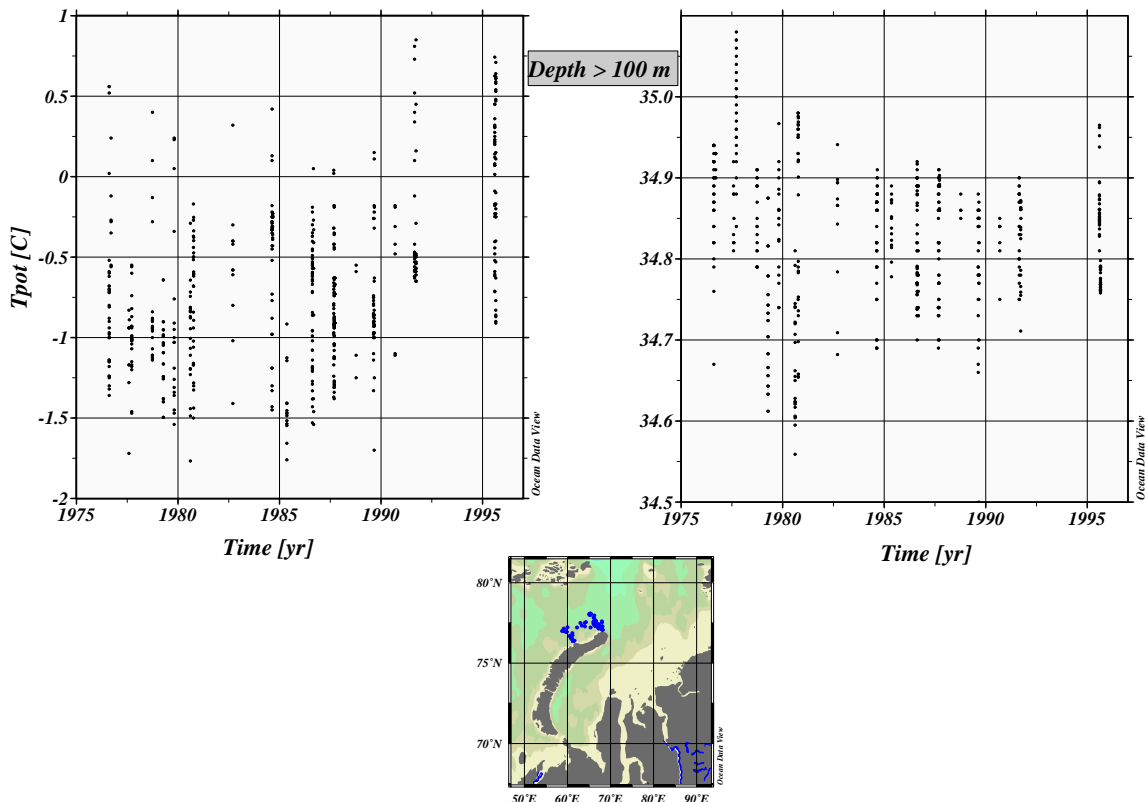 Depth > 100 m
1
0.5
0
-0.5
-1
-1.5
-2
Tpot [C]
1975
1980
1985
1990
1995
Time [yr]
Ocean Data View
35.0
34.9
34.8
34.7
34.6
34.5
1975
1980
1985
1990
1995
Time [yr]
Ocean Data View
80°N
75°N
70°N
50°E
60°E
70°E
80°E
90°E
Ocean Data View